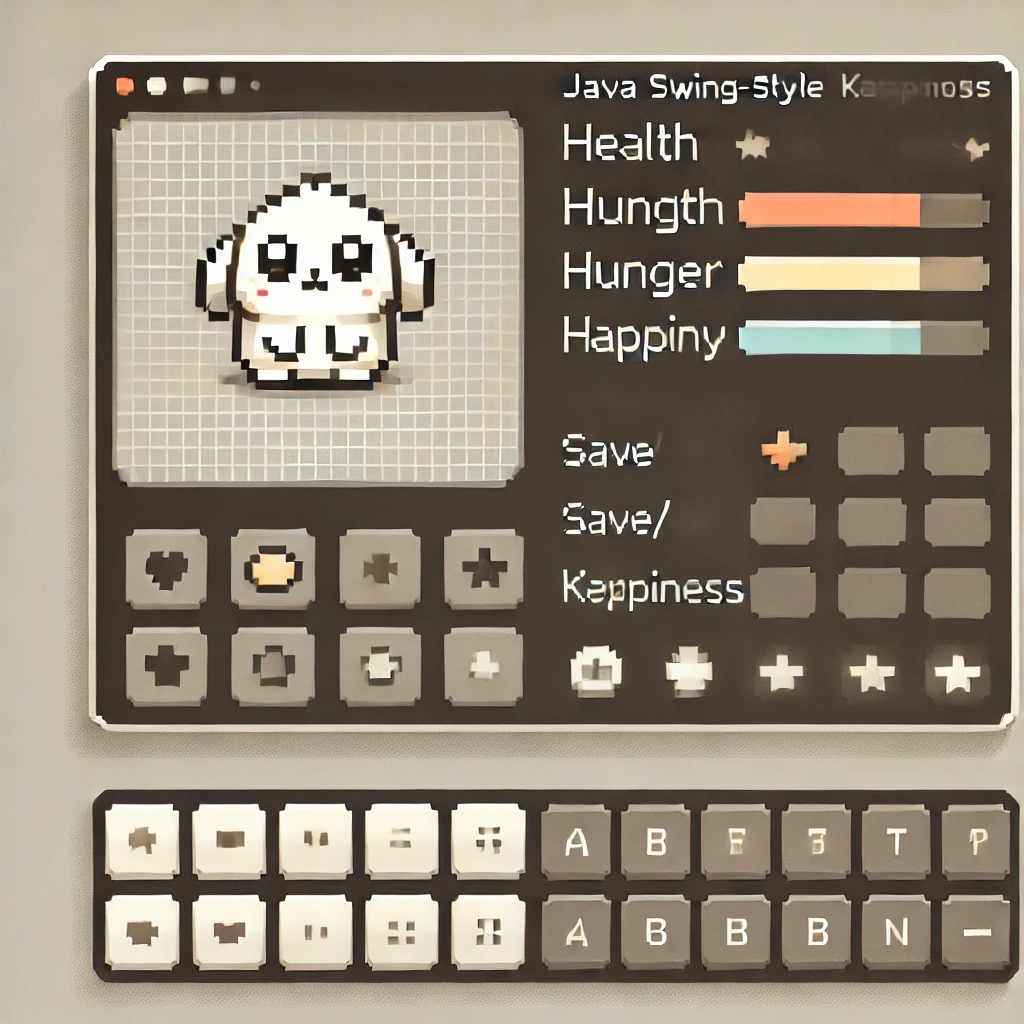 Java Swing-Style
Health
Hungth
Hunger
Happiny
Save
Save/
Kappiness
A B T P
A B B B N